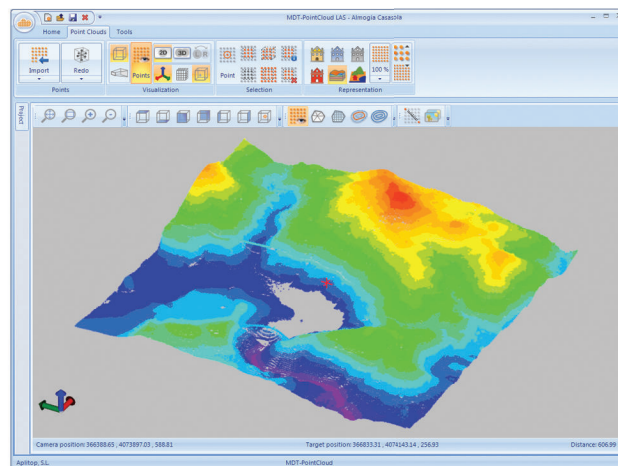 MDT-PointCloud LAS - Almogia Casasola
Home Point Clouds Tools
Import Redo Points 2D 3D Point 100 %
Points Visualization Selection Representation
Project
Camera position: 366388.65 , 4073897.03 , 588.81 Target position: 366833.31 , 4074143.14 , 256.93 Distance: 606.99
Aplitop, S.L. MDT-PointCloud